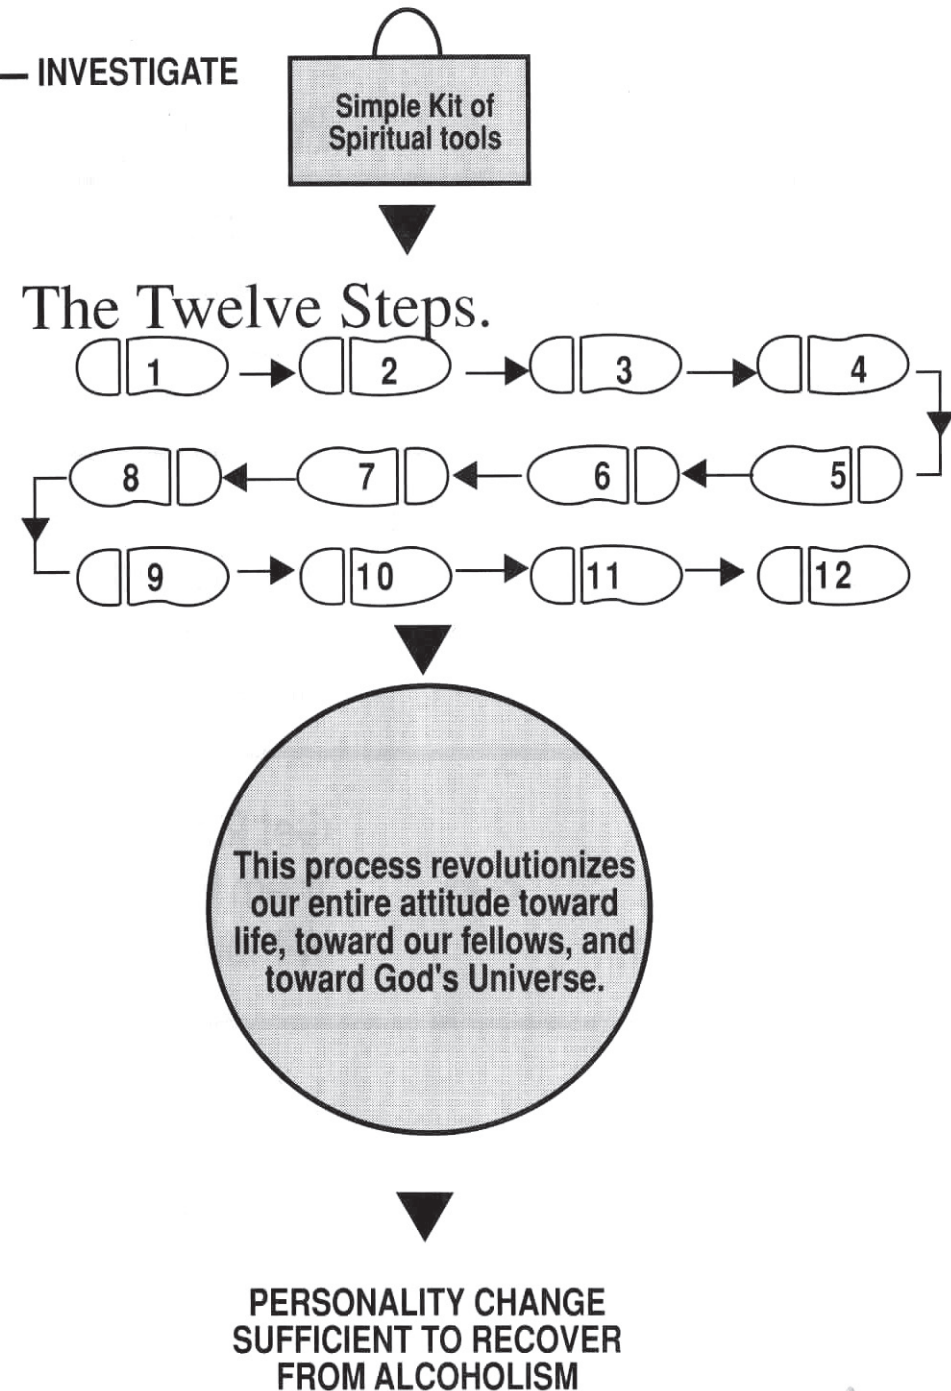 — INVESTIGATE
Simple Kit of
Spiritual tools
The Twelve Steps.
1 2 3 4
8 7 6 5
9 10 11 12
This process revolutionizes
our entire attitude toward
life, toward our fellows, and
toward God's Universe.
PERSONALITY CHANGE
SUFFICIENT TO RECOVER
FROM ALCOHOLISM